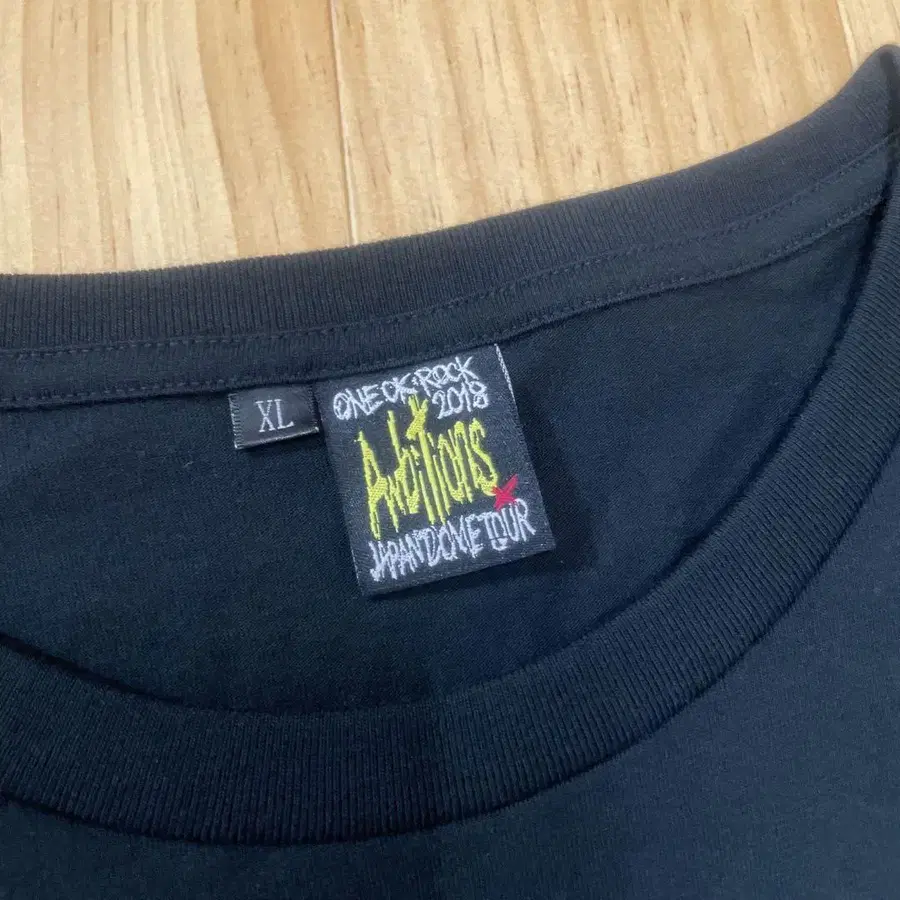 XL
ONE OK ROCK
2018
Ambitions
JAPAN DOME TOUR